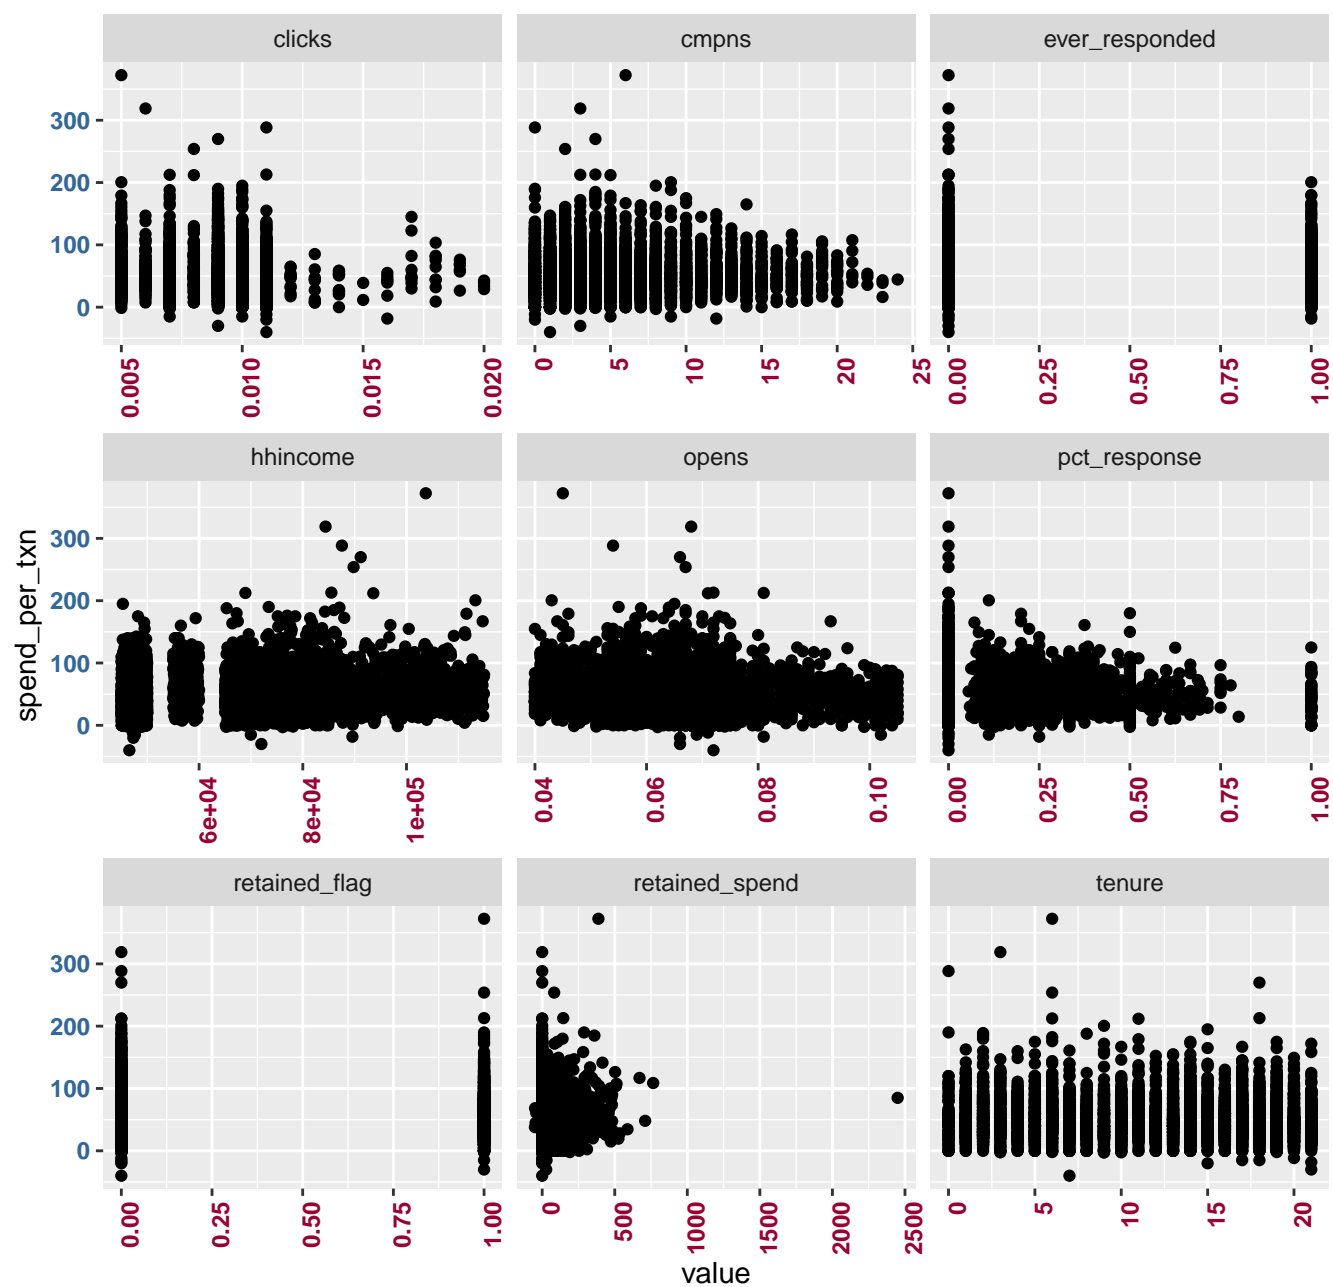 clicks cmpns ever_responded
300
200
100
0
0.005 0.010 0.015 0.020 0 5 10 15 20 25 0.00 0.25 0.50 0.75 1.00
hhincome opens pct_response
300
200
100
0
6e+04 8e+04 1e+05 0.04 0.06 0.08 0.10 0.00 0.25 0.50 0.75 1.00
spend_per_txn
retained_flag retained_spend tenure
300
200
100
0
0.00 0.25 0.50 0.75 1.00 0 500 1000 1500 2000 2500 0 5 10 15 20
value